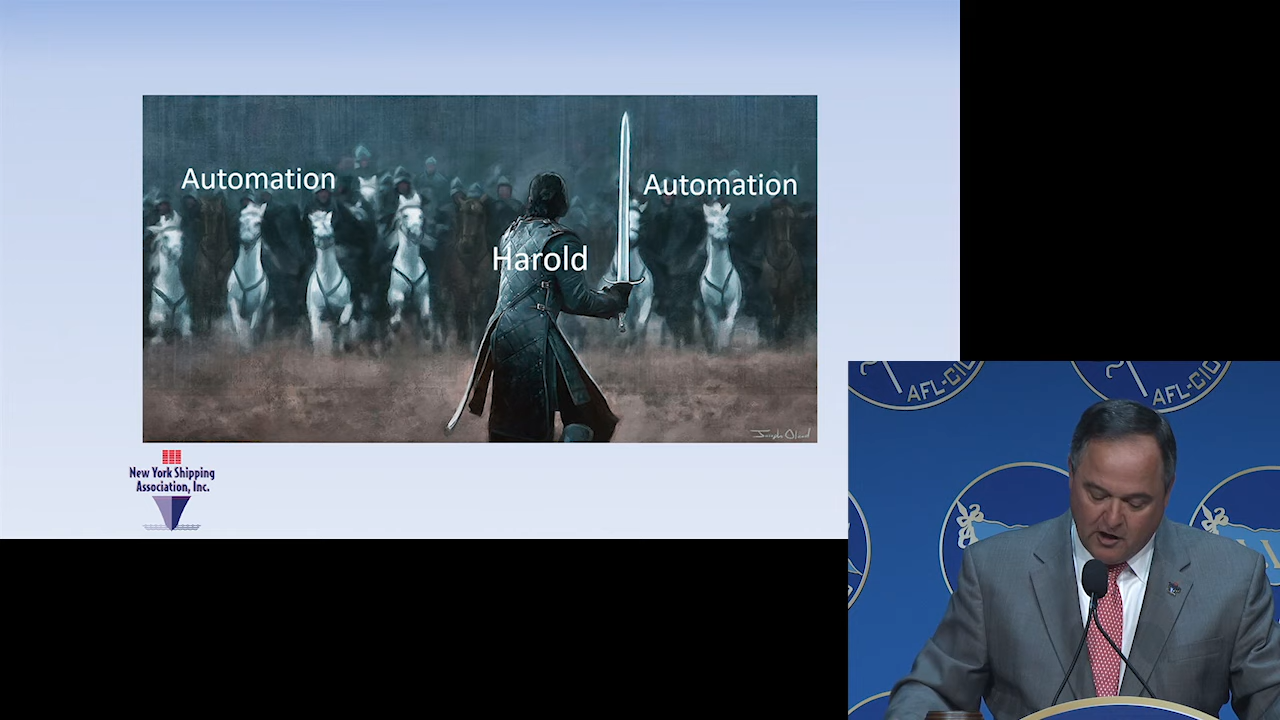 Automation
Automation
Harold
New York Shipping
Association, Inc.
AFL-CIO
AFL-CIO